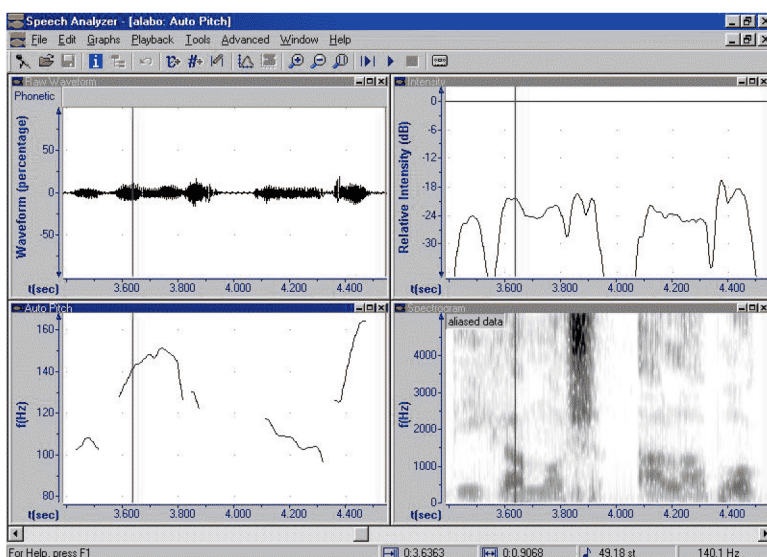 Speech Analyzer - [alabo: Auto Pitch]
File Edit Graphs Playback Tools Advanced Window Help
Raw Waveform
Phonetic
Waveform (percentage)
50
0
-50
t(sec) 3.600 3.800 4.000 4.200 4.400
Intensity
Relative Intensity (dB)
0
-6
-12
-18
-24
-30
t(sec) 3.600 3.800 4.000 4.200 4.400
Auto Pitch
f(Hz)
160
140
120
100
80
t(sec) 3.600 3.800 4.000 4.200 4.400
Spectrogram
aliased data
f(Hz)
4000
3000
2000
1000
0
t(sec) 3.600 3.800 4.000 4.200 4.400
For Help, press F1 0:3.6363 0:0.9068 49.18 st 140.1 Hz